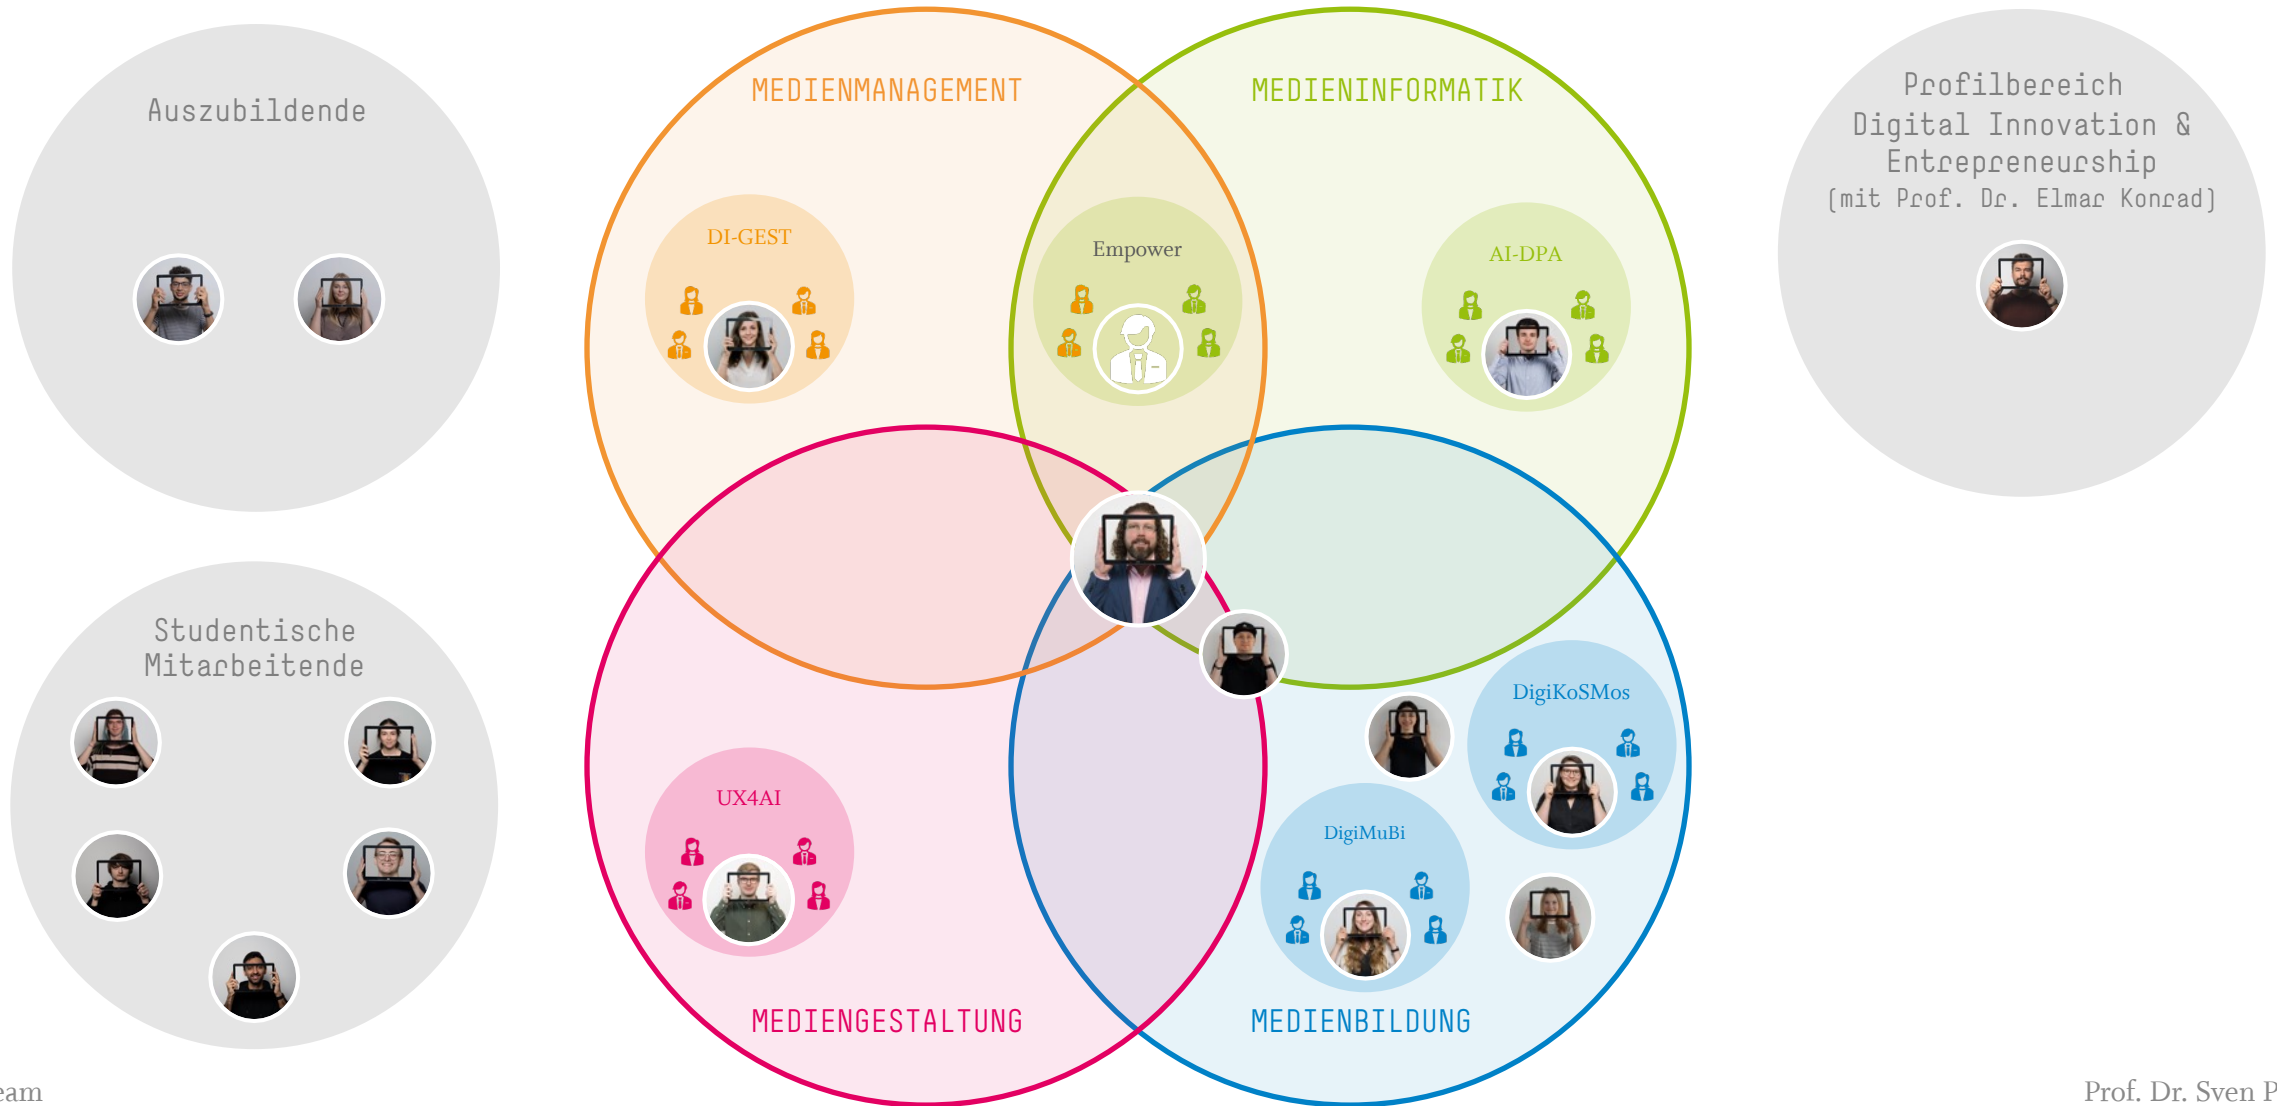 Auszubildende
MEDIENMANAGEMENT
MEDIENINFORMATIK
Profilbereich
Digital Innovation &
Entrepreneurship
(mit Prof. Dr. Elmar Konrad)
DI-GEST
Empower
AI-DPA
Studentische
Mitarbeitende
DigiKoSMos
UX4AI
DigiMuBi
MEDIENGESTALTUNG
MEDIENBILDUNG
Prof. Dr. Sven P